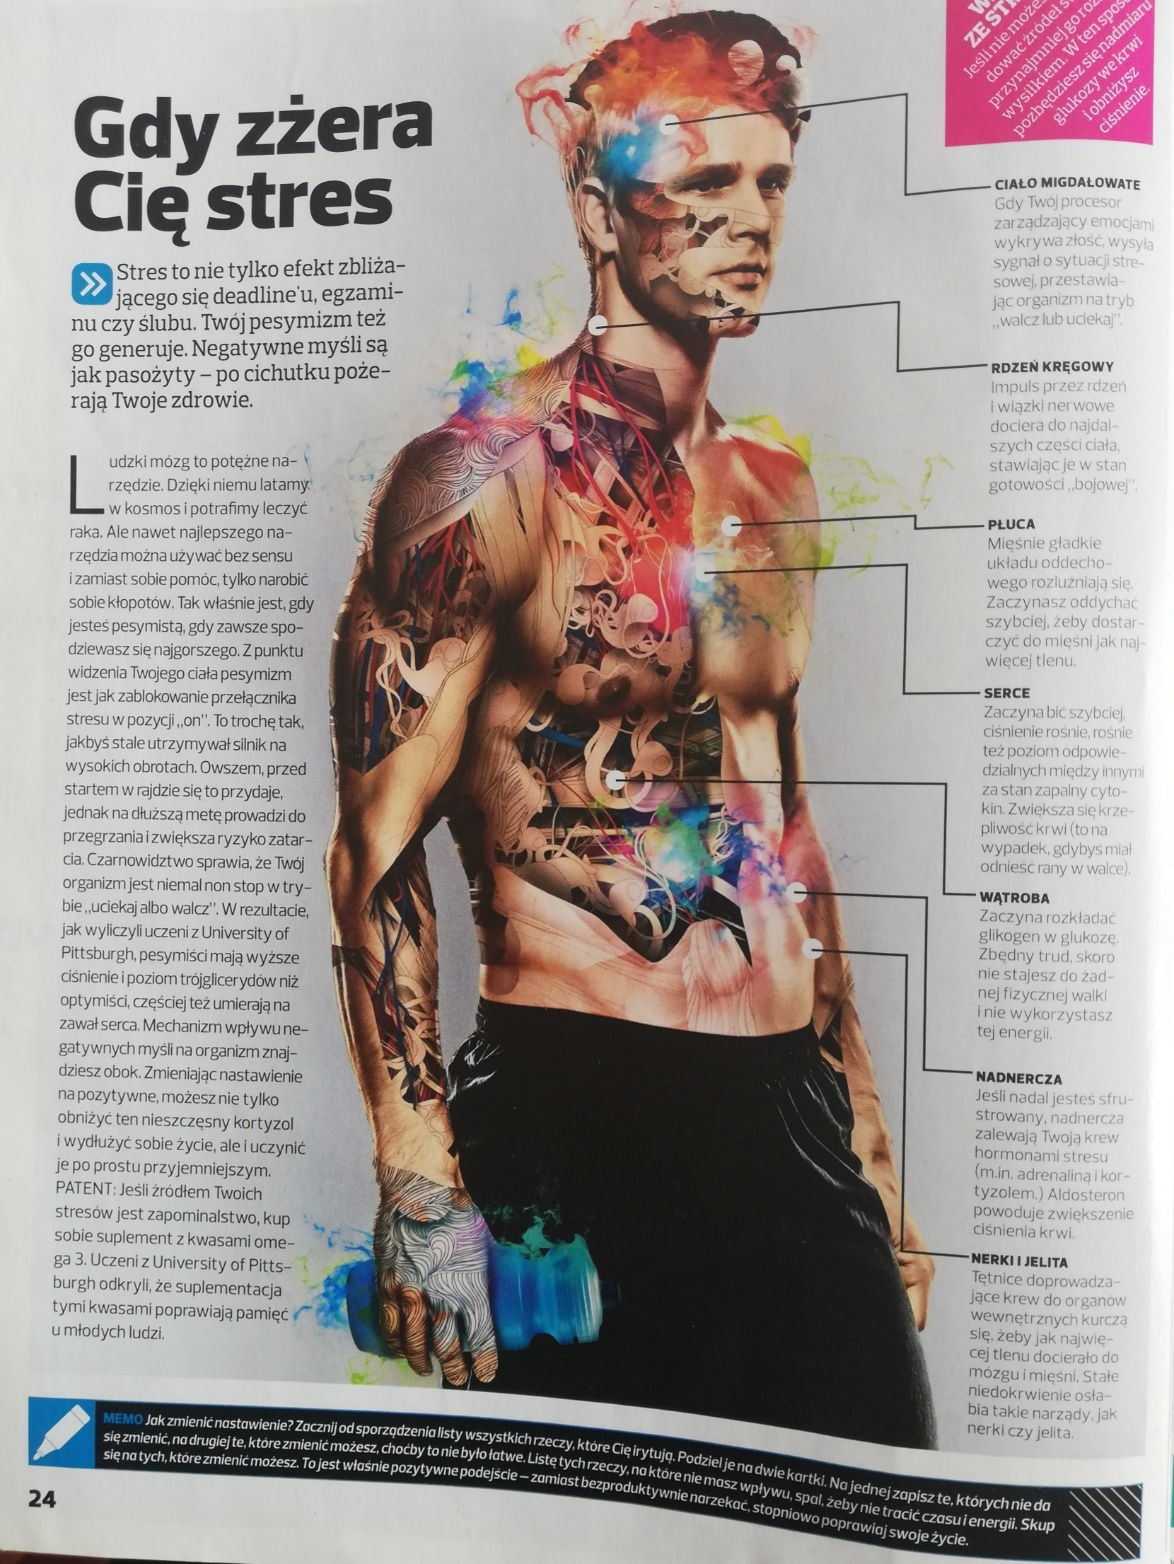 Gdy zżera
Cię stres
Stres to nie tylko efekt zbliża-
jącego się deadline'u, egzami-
nu czy ślubu. Twój pesymizm też
go generuje. Negatywne myśli są
jak pasożyty – po cichutku poże-
rają Twoje zdrowie.
Ludzki mózg to potężne na-
rzędzie. Dzięki niemu latamy
w kosmos i potrafimy leczyć
raka. Ale nawet najlepszego na-
rzędzia można używać bez sensu
i zamiast sobie pomóc, tylko narobić
sobie kłopotów. Tak właśnie jest, gdy
jesteś pesymistą, gdy zawsze spo-
dziewasz się najgorszego. Z punktu
widzenia Twojego ciała pesymizm
jest jak zablokowanie przełącznika
stresu w pozycji „on”. To trochę tak,
jakbyś stale utrzymywał silnik na
wysokich obrotach. Owszem, przed
startem w rajdzie się to przydaje,
jednak na dłuższą metę prowadzi do
przegrzania i zwiększa ryzyko zatar-
cia. Czarnowidztwo sprawia, że Twój
organizm jest niemal non stop w try-
bie „uciekaj albo walcz”. W rezultacie,
jak wyliczyli uczeni z University of
Pittsburgh, pesymiści mają wyższe
ciśnienie i poziom trójglicerydów niż
optymiści, częściej też umierają na
zawał serca. Mechanizm wpływu ne-
gatywnych myśli na organizm znaj-
dziesz obok. Zmieniając nastawienie
na pozytywne, możesz nie tylko
obniżyć ten nieszczęsny kortyzol
i wydłużyć sobie życie, ale i uczynić
je po prostu przyjemniejszym.
PATENT: Jeśli źródłem Twoich
stresów jest zapominalstwo, kup
sobie suplement z kwasami ome-
ga 3. Uczeni z University of Pitts-
burgh odkryli, że suplementacja
tymi kwasami poprawiają pamięć
u młodych ludzi.
ZE
Jeśli nie może
dować źródeł
przynajmniej go roz
wysiłkiem. W ten spos
pozbędziesz się nadmiaru
glukozy we krwi
i obniżysz
ciśnienie.
CIAŁO MIGDAŁOWATE
Gdy Twój procesor
zarządzający emocjami
wykrywa złość, wysyła
sygnał o sytuacji stre-
sowej, przestawia-
jąc organizm na tryb
„walcz lub uciekaj”.
RDZEŃ KRĘGOWY
Impuls przez rdzeń
i wiązki nerwowe
dociera do najdal-
szych części ciała,
stawiając je w stan
gotowości „bojowej”.
PŁUCA
Mięśnie gładkie
układu oddecho-
wego rozluźniają się.
Zaczynasz oddychać
szybciej, żeby dostar-
czyć do mięśni jak naj-
więcej tlenu.
SERCE
Zaczyna bić szybciej,
ciśnienie rośnie, rośnie
też poziom odpowie-
dzialnych między innymi
za stan zapalny cyto-
kin. Zwiększa się krze-
pliwość krwi (to na
wypadek, gdybyś miał
odnieść rany w walce).
WĄTROBA
Zaczyna rozkładać
glikogen w glukozę.
Zbędny trud, skoro
nie stajesz do żad-
nej fizycznej walki
i nie wykorzystasz
tej energii.
NADNERCZA
Jeśli nadal jesteś sfru-
strowany, nadnercza
zalewają Twoją krew
hormonami stresu
(m.in. adrenaliną i kor-
tyzolem.) Aldosteron
powoduje zwiększenie
ciśnienia krwi.
NERKI I JELITA
Tętnice doprowadza-
jące krew do organów
wewnętrznych kurczą
się, żeby jak najwię-
cej tlenu docierało do
mózgu i mięśni. Stałe
niedokrwienie osła-
bia takie narządy, jak
nerki czy jelita.
MEMO Jak zmienić nastawienie? Zacznij od sporządzenia listy wszystkich rzeczy, które Cię irytują. Podziel je na dwie kartki. Na jednej zapisz te, których nie da
się zmienić, na drugiej te, które zmienić możesz, choćby to nie było łatwe. Listę tych rzeczy, na które nie masz wpływu, spal, żeby nie tracić czasu i energii. Skup
się na tych, które zmienić możesz. To jest właśnie pozytywne podejście – zamiast bezproduktywnie narzekać, stopniowo poprawiaj swoje życie.
24